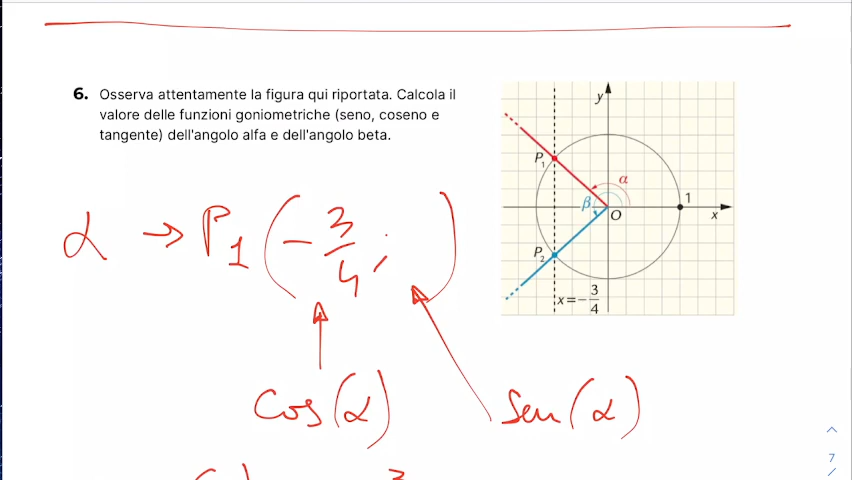 6. Osserva attentamente la figura qui riportata. Calcola il
valore delle funzioni goniometriche (seno, coseno e
tangente) dell'angolo alfa e dell'angolo beta.
y
P₁
α
β
O
1
x
P₂
x=-3/4
α → P₁ (-3/4;
cos(α)
sen(α)
7